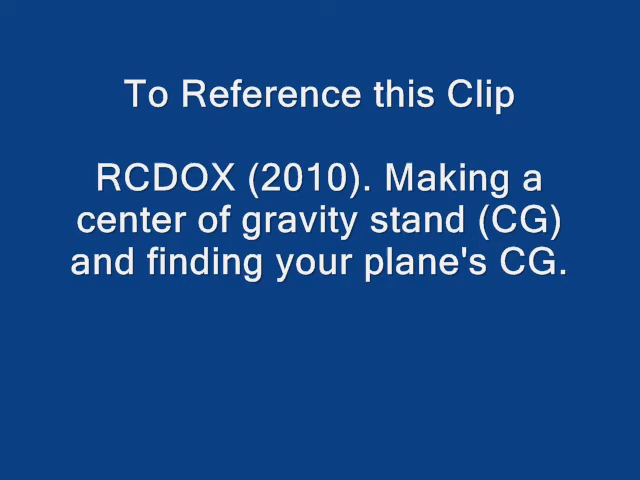 To Reference this Clip
RCDOX (2010). Making a
center of gravity stand (CG)
and finding your plane's CG.